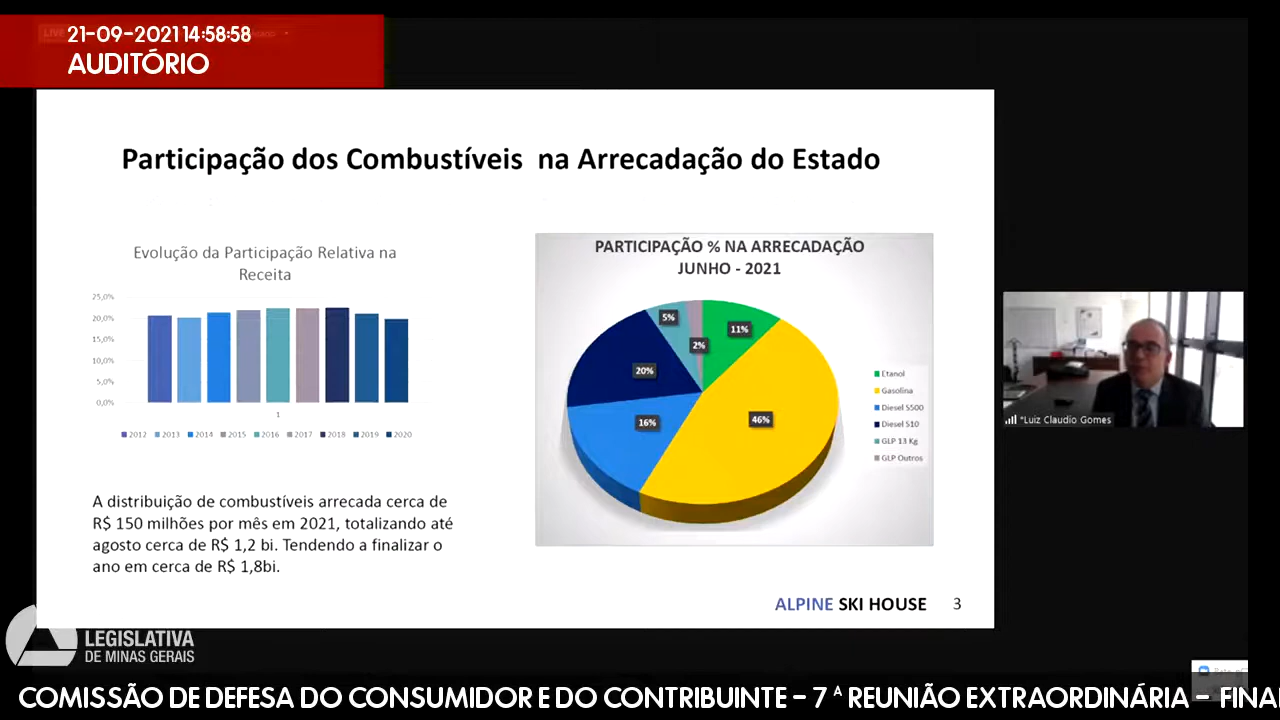 LIVE
21-09-2021 14:58:58
AUDITÓRIO
Participação dos Combustíveis na Arrecadação do Estado
Evolução da Participação Relativa na
Receita
25,0%
20,0%
15,0%
10,0%
5,0%
0,0%
1
2012 2013 2014 2015 2016 2017 2018 2019 2020
A distribuição de combustíveis arrecada cerca de
R$ 150 milhões por mês em 2021, totalizando até
agosto cerca de R$ 1,2 bi. Tendendo a finalizar o
ano em cerca de R$ 1,8bi.
PARTICIPAÇÃO % NA ARRECADAÇÃO
JUNHO - 2021
5%
11%
2%
20%
16%
46%
Etanol
Gasolina
Diesel S500
Diesel S10
GLP 13 Kg
GLP Outros
ALPINE SKI HOUSE 3
*Luiz Claudio Gomes
LEGISLATIVA
DE MINAS GERAIS
COMISSÃO DE DEFESA DO CONSUMIDOR E DO CONTRIBUINTE - 7 ª REUNIÃO EXTRAORDINÁRIA - FINA